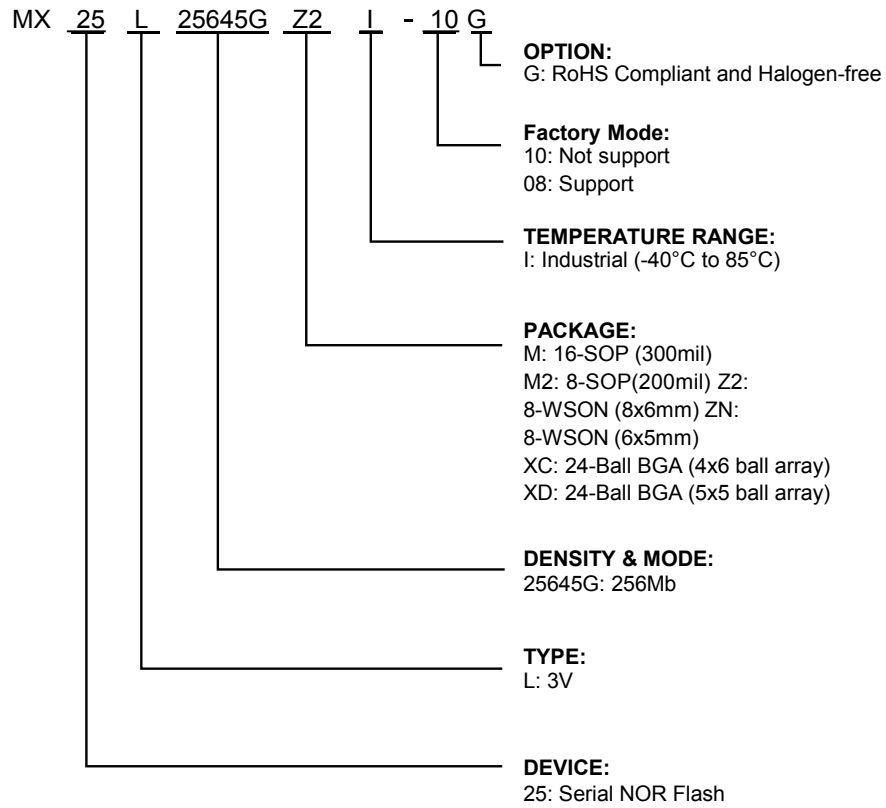 MX 25 L 25645G Z2 I - 10 G
OPTION:
G: RoHS Compliant and Halogen-free
Factory Mode:
10: Not support
08: Support
TEMPERATURE RANGE:
I: Industrial (-40°C to 85°C)
PACKAGE:
M: 16-SOP (300mil)
M2: 8-SOP(200mil) Z2:
8-WSON (8x6mm) ZN:
8-WSON (6x5mm)
XC: 24-Ball BGA (4x6 ball array)
XD: 24-Ball BGA (5x5 ball array)
DENSITY & MODE:
25645G: 256Mb
TYPE:
L: 3V
DEVICE:
25: Serial NOR Flash